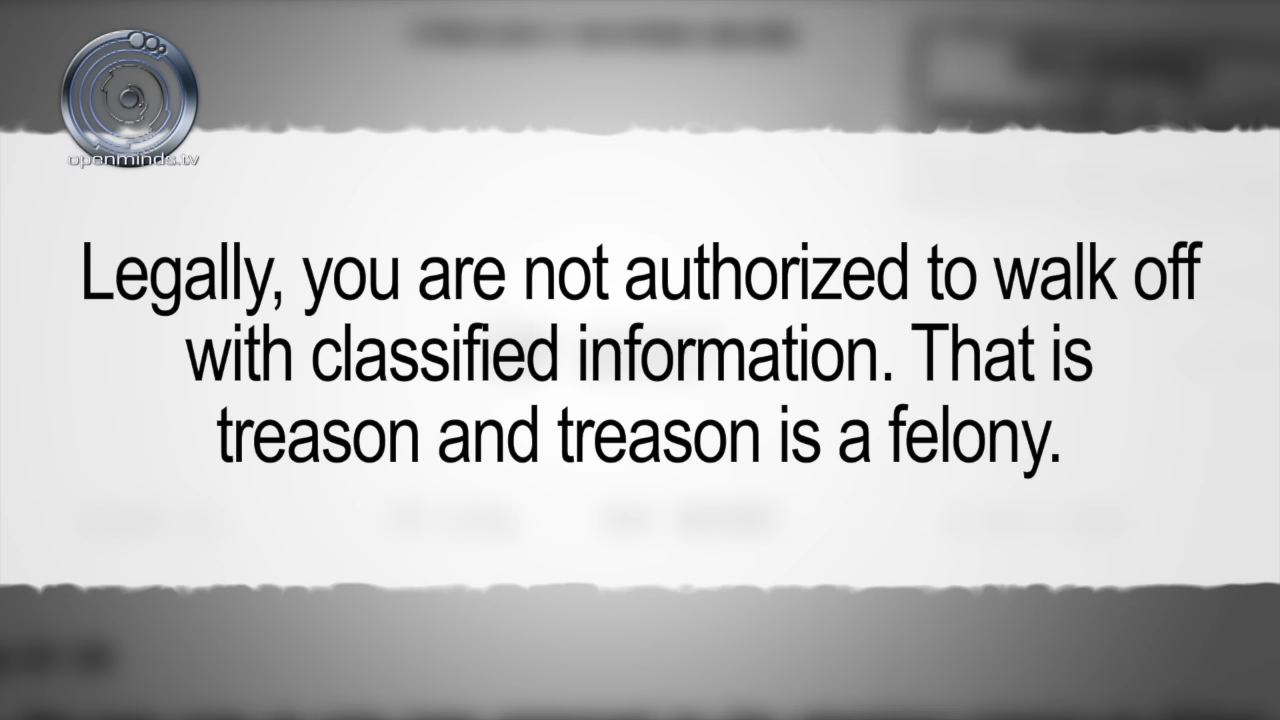 openminds.tv
Legally, you are not authorized to walk off
with classified information. That is
treason and treason is a felony.